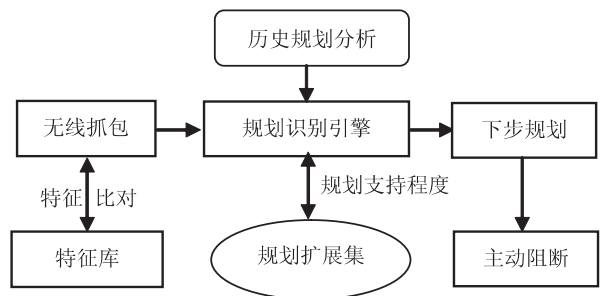 历史规划分析
无线抓包
规划识别引擎
下步规划
特征 比对
规划支持程度
特征库
规划扩展集
主动阻断